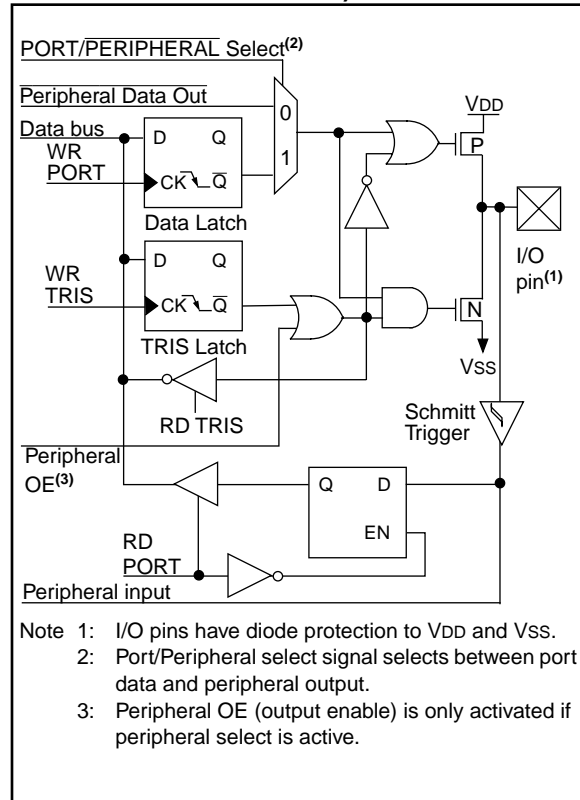 PORT/PERIPHERAL Select(2)
Peripheral Data Out
Data bus
WR
PORT
D Q
CK Q
Data Latch
0
1
VDD
P
I/O
pin(1)
WR
TRIS
D Q
CK Q
TRIS Latch
N
VSS
RD TRIS
Schmitt
Trigger
Peripheral
OE(3)
Q D
EN
RD
PORT
Peripheral input
Note 1: I/O pins have diode protection to VDD and VSS.
2: Port/Peripheral select signal selects between port
data and peripheral output.
3: Peripheral OE (output enable) is only activated if
peripheral select is active.